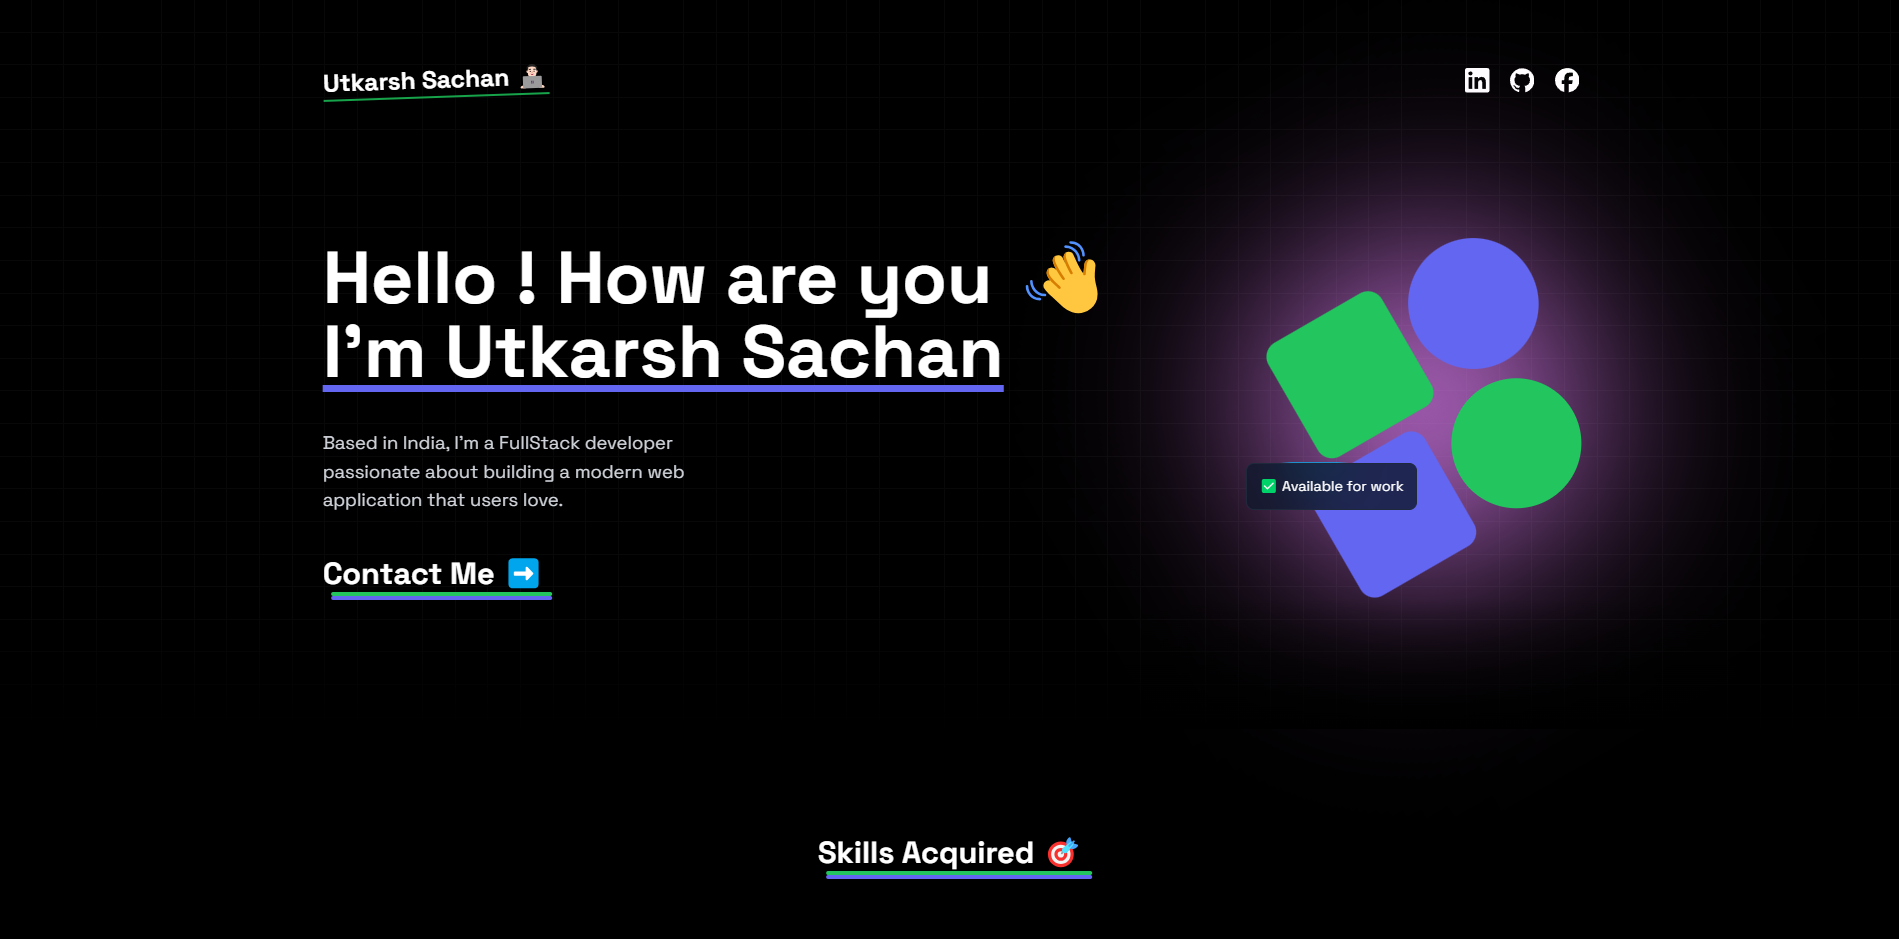 Utkarsh Sachan
Hello ! How are you
I'm Utkarsh Sachan
Based in India, I'm a FullStack developer
passionate about building a modern web
application that users love.
Available for work
Contact Me
Skills Acquired